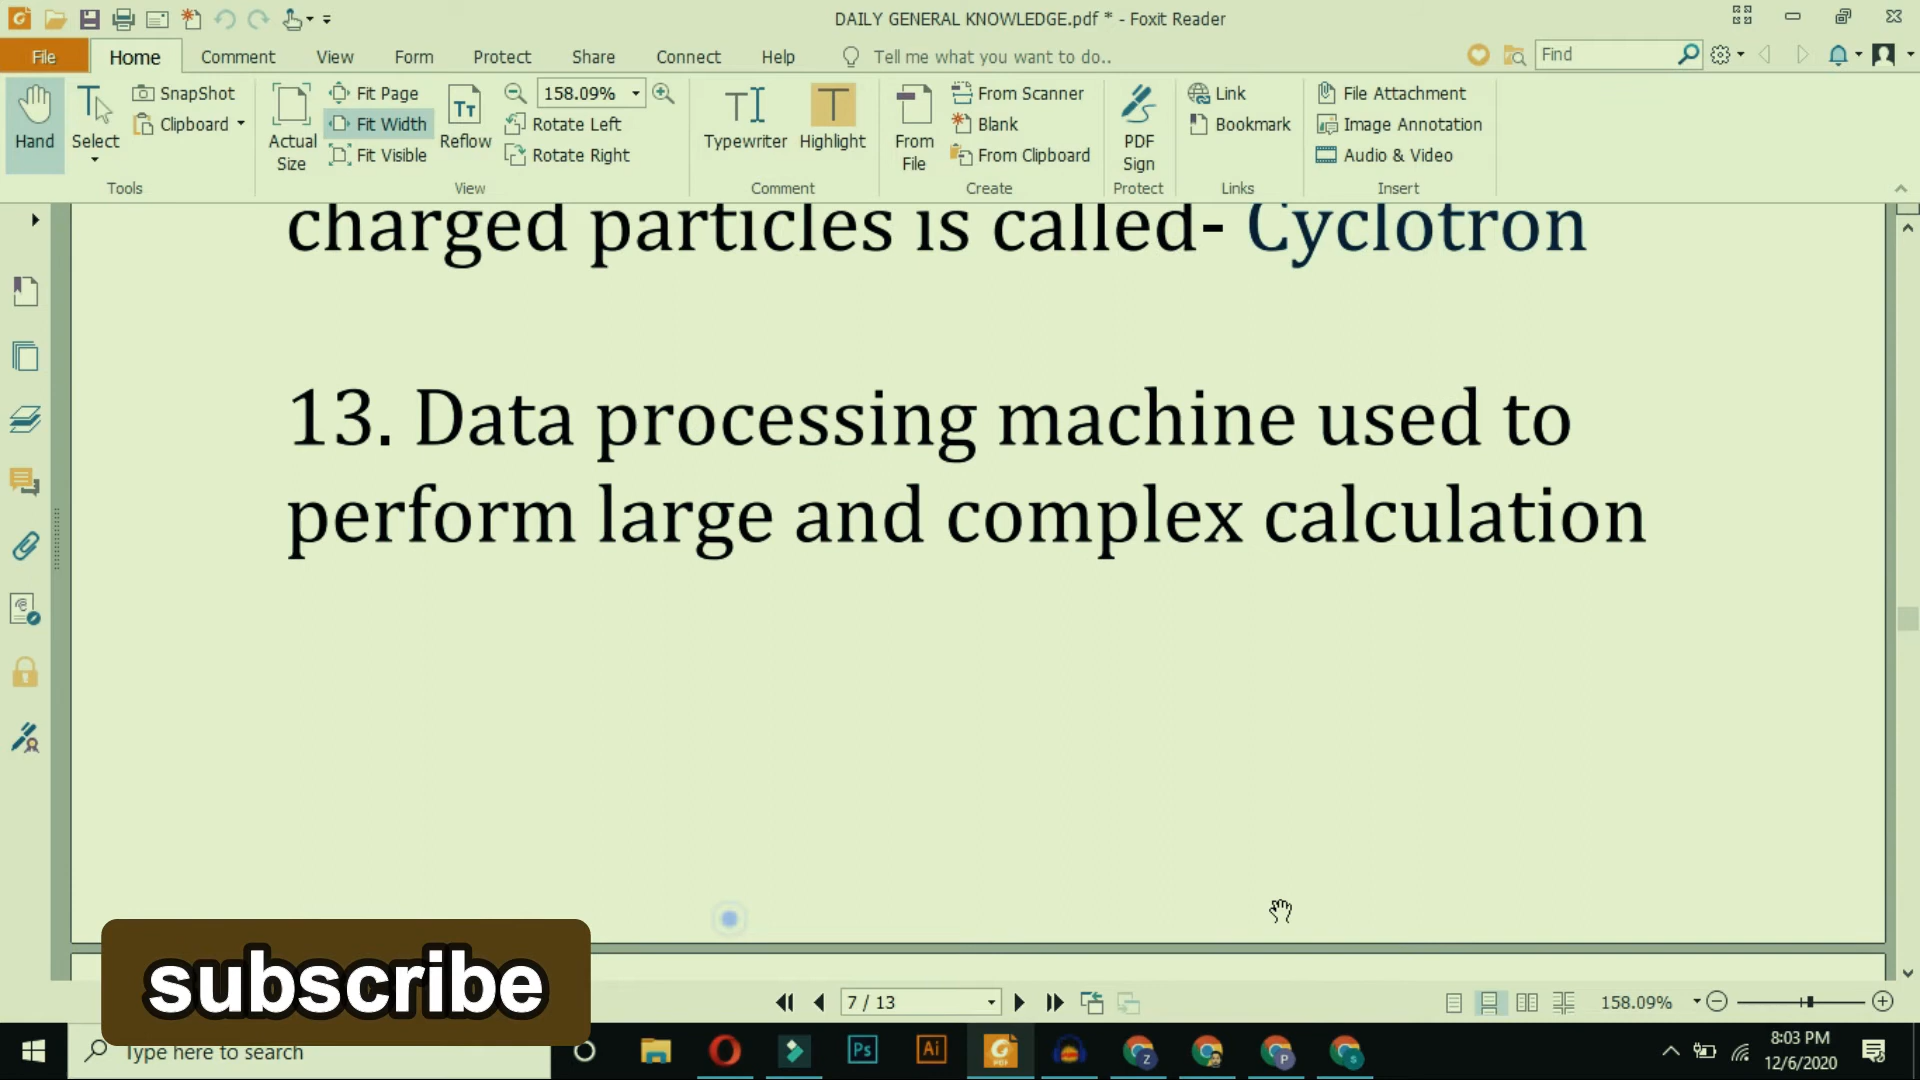 DAILY GENERAL KNOWLEDGE.pdf * - Foxit Reader
File Home Comment View Form Protect Share Connect Help Tell me what you want to do.. Find
Hand
Select
SnapShot
Clipboard
Tools
Actual Size
Fit Page
Fit Width
Fit Visible
Reflow
158.09%
Rotate Left
Rotate Right
View
Typewriter
Highlight
Comment
From File
From Scanner
Blank
From Clipboard
Create
PDF Sign
Protect
Link
Bookmark
Links
File Attachment
Image Annotation
Audio & Video
Insert
charged particles is called- Cyclotron
13. Data processing machine used to
perform large and complex calculation
subscribe
7 / 13
158.09%
Type here to search
Ps
Ai
PDF
Z
P
S
8:03 PM
12/6/2020